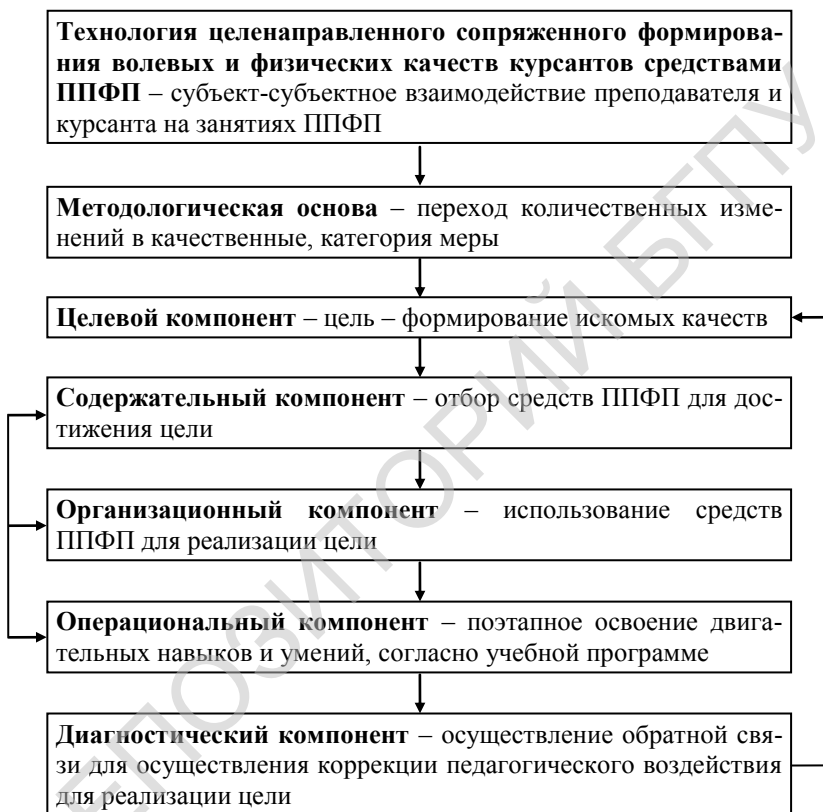 Технология целенаправленного сопряженного формирова-
ния волевых и физических качеств курсантов средствами
ППФП – субъект-субъектное взаимодействие преподавателя и
курсанта на занятиях ППФП
Методологическая основа – переход количественных изме-
нений в качественные, категория меры
Целевой компонент – цель – формирование искомых качеств
Содержательный компонент – отбор средств ППФП для дос-
тижения цели
Организационный компонент – использование средств
ППФП для реализации цели
Операциональный компонент – поэтапное освоение двига-
тельных навыков и умений, согласно учебной программе
Диагностический компонент – осуществление обратной свя-
зи для осуществления коррекции педагогического воздействия
для реализации цели
ЕПОЗИТОРИЙ БГПУ